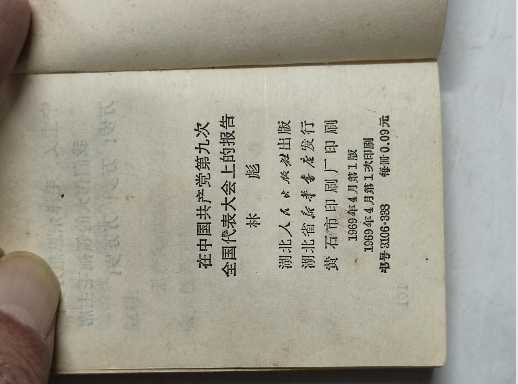 在中国共产党第九次
全国代表大会上的报告
林 彪
湖北人民出版社出版
湖北省新华书店发行
黄石市印刷厂印刷
1969年4月第1版
1969年4月第1次印刷
书号3106·388 每册0.09元